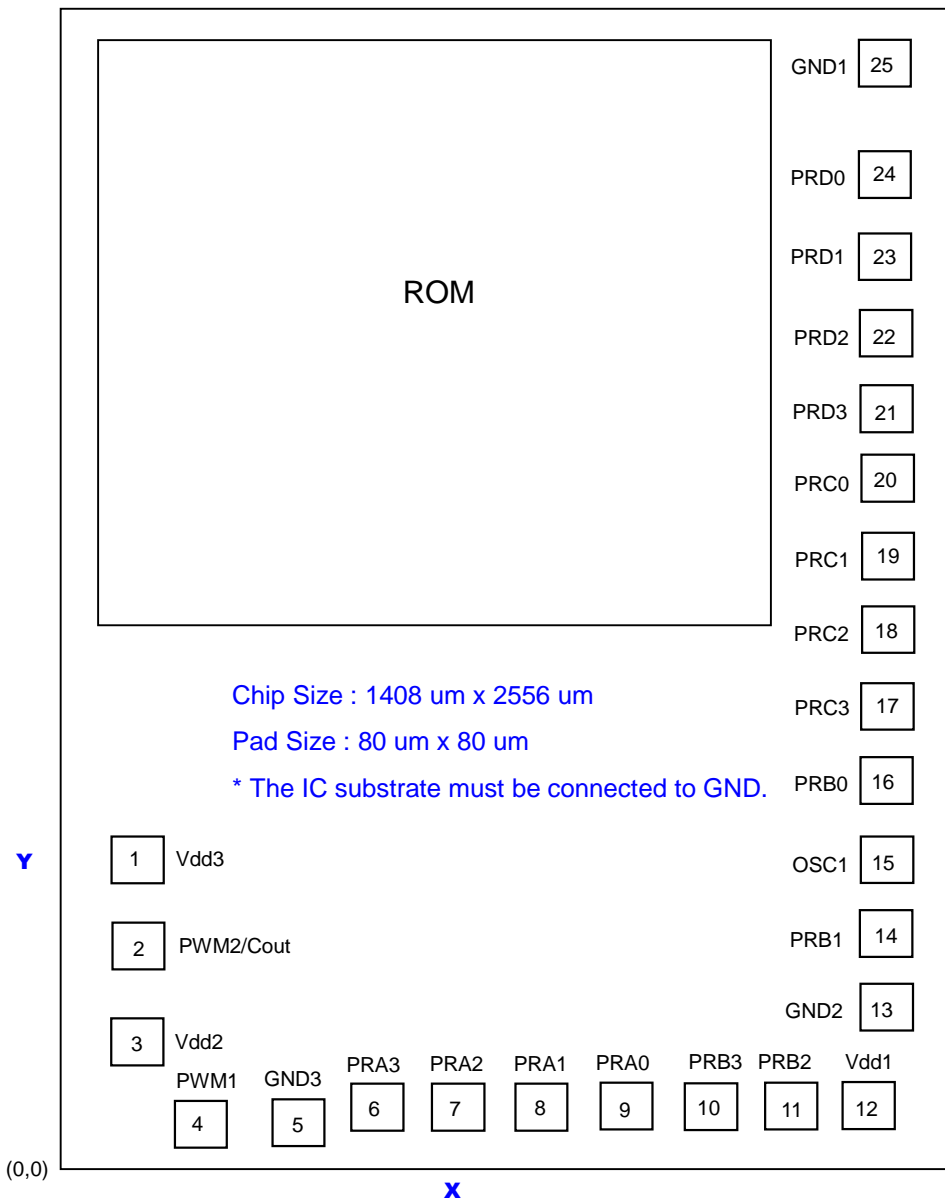 GND1 25
PRD0 24
PRD1 23
ROM
PRD2 22
PRD3 21
PRC0 20
PRC1 19
PRC2 18
Chip Size : 1408 um x 2556 um
PRC3 17
Pad Size : 80 um x 80 um
* The IC substrate must be connected to GND.
PRB0 16
Y
1 Vdd3
OSC1 15
2 PWM2/Cout
PRB1 14
GND2 13
3 Vdd2
PWM1 GND3 PRA3 PRA2 PRA1 PRA0 PRB3 PRB2 Vdd1
4 5 6 7 8 9 10 11 12
(0,0)
X